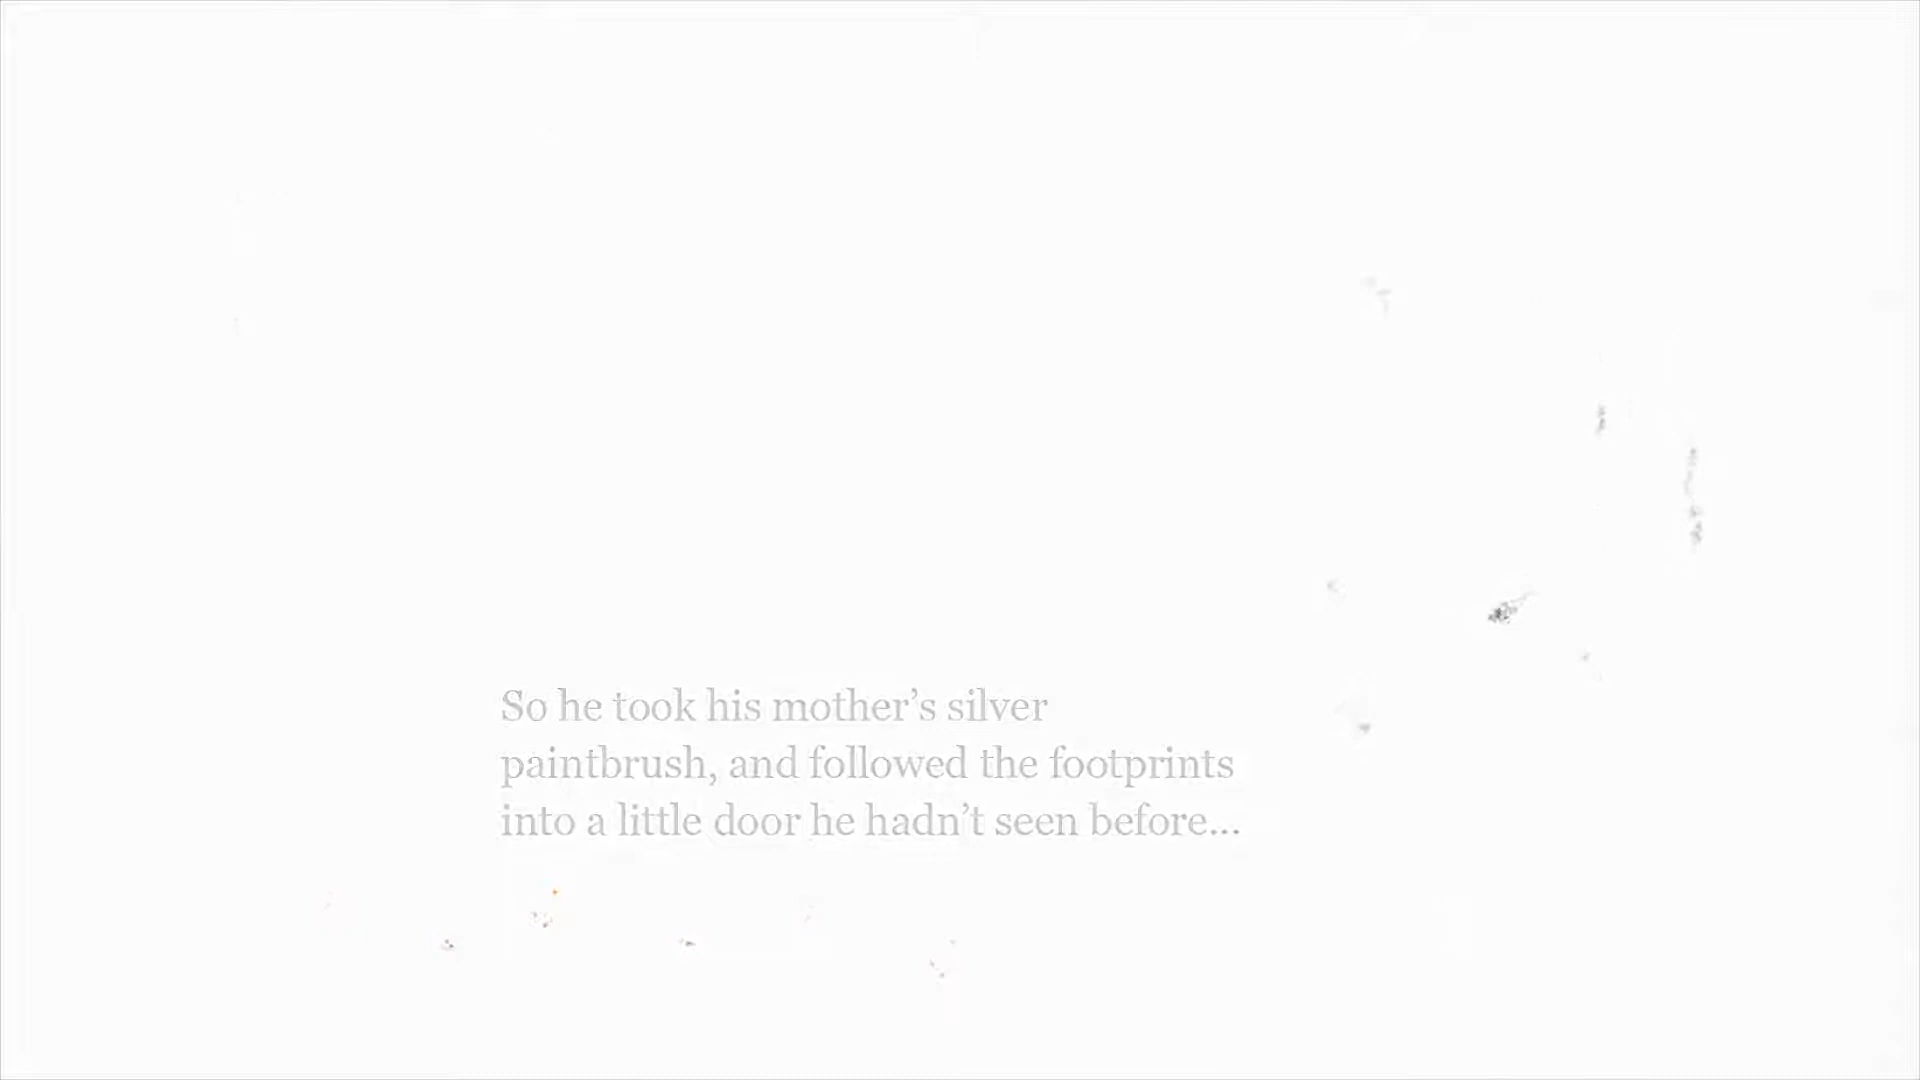 So he took his mother’s silver
paintbrush, and followed the footprints
into a little door he hadn’t seen before...